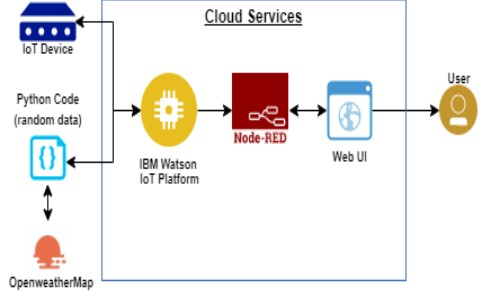 Cloud Services
IoT Device
Python Code
(random data)
IBM Watson
IoT Platform
Node-RED
Web UI
User
OpenweatherMap